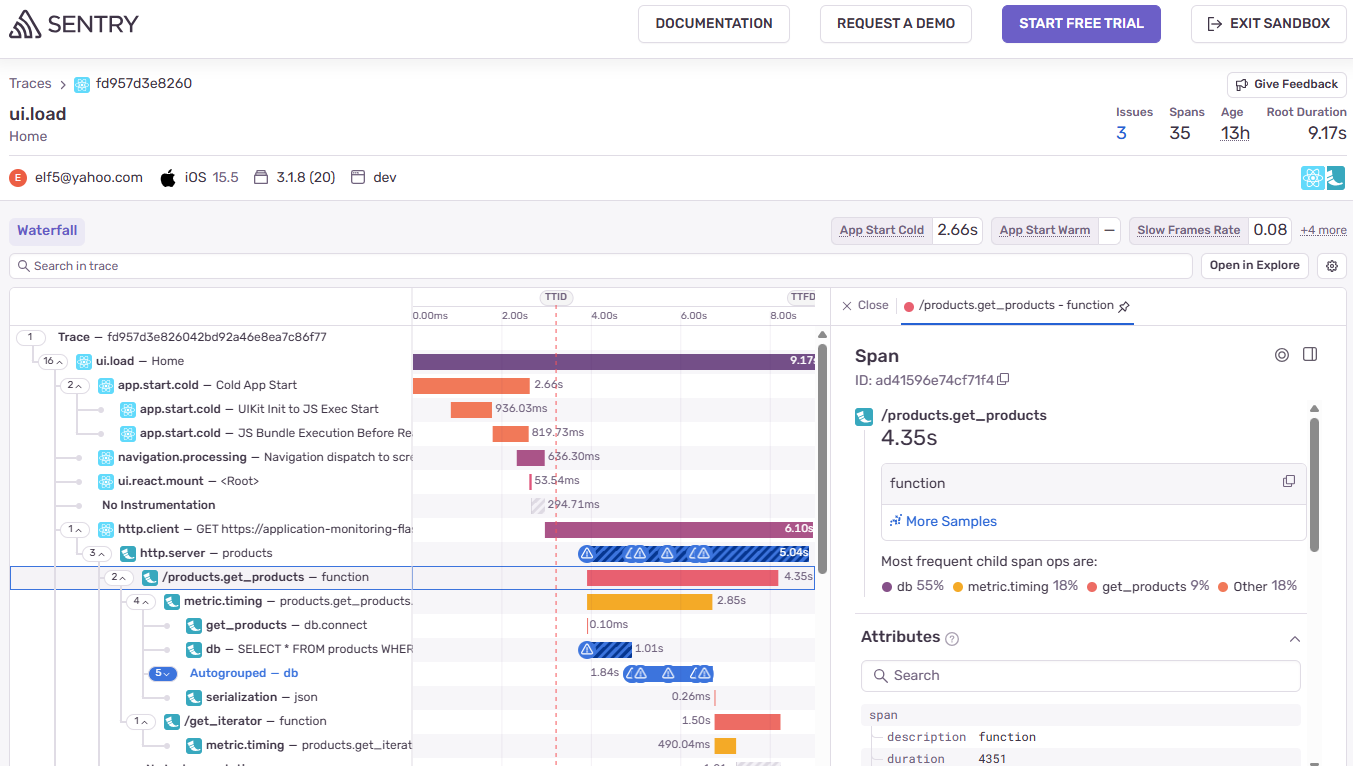 SENTRY
DOCUMENTATION
REQUEST A DEMO
START FREE TRIAL
EXIT SANDBOX
Traces > fd957d3e8260
Give Feedback
ui.load
Home
Issues Spans Age Root Duration
3 35 13h 9.17s
E elf5@yahoo.com iOS 15.5 3.1.8 (20) dev
Waterfall
App Start Cold 2.66s App Start Warm — Slow Frames Rate 0.08 +4 more
Search in trace
Open in Explore
TTID TTFD
0.00ms 2.00s 4.00s 6.00s 8.00s
1 Trace — fd957d3e826042bd92a46e8ea7c86f77
16 ui.load — Home 9.17s
2 app.start.cold — Cold App Start 2.66s
app.start.cold — UIKit Init to JS Exec Start 936.03ms
app.start.cold — JS Bundle Execution Before Re 819.73ms
navigation.processing — Navigation dispatch to scre 636.30ms
ui.react.mount — <Root> 53.54ms
No Instrumentation 294.71ms
1 http.client — GET https://application-monitoring-fla 6.10s
3 http.server — products 5.04s
2 /products.get_products — function 4.35s
4 metric.timing — products.get_products. 2.85s
get_products — db.connect 0.10ms
db — SELECT * FROM products WHER 1.01s
5 Autogrouped — db 1.84s
serialization — json 0.26ms
1 /get_iterator — function 1.50s
metric.timing — products.get_iterat 490.04ms
Close /products.get_products - function
Span
ID: ad41596e74cf71f4
/products.get_products
4.35s
function
More Samples
Most frequent child span ops are:
db 55% metric.timing 18% get_products 9% Other 18%
Attributes ?
Search
span
description function
duration 4351